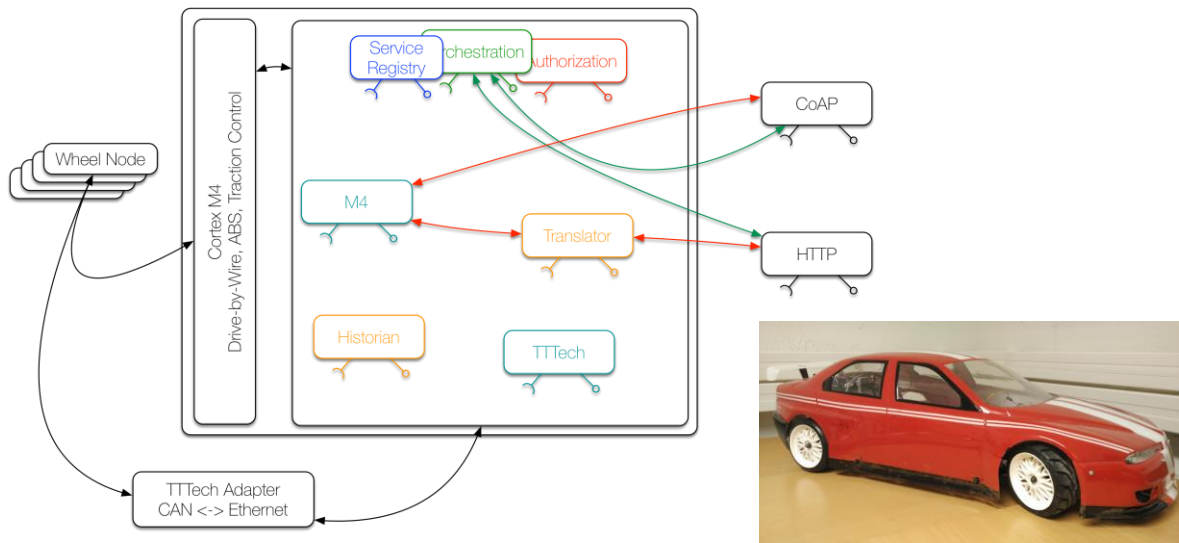 Service
Registry
rchestration
Authorization
CoAP
Wheel Node
Cortex M4
Drive-by-Wire, ABS, Traction Control
M4
Translator
HTTP
Historian
TTTech
TTTech Adapter
CAN <-> Ethernet